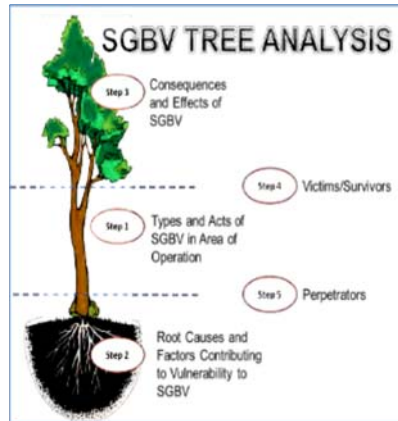 SGBV TREE ANALYSIS
Step 3
Consequences
and Effects of
SGBV
Step 4
Victims/Survivors
Step 1
Types and Acts of
SGBV in Area of
Operation
Step 5
Perpetrators
Step 2
Root Causes and
Factors Contributing
to Vulnerability to
SGBV